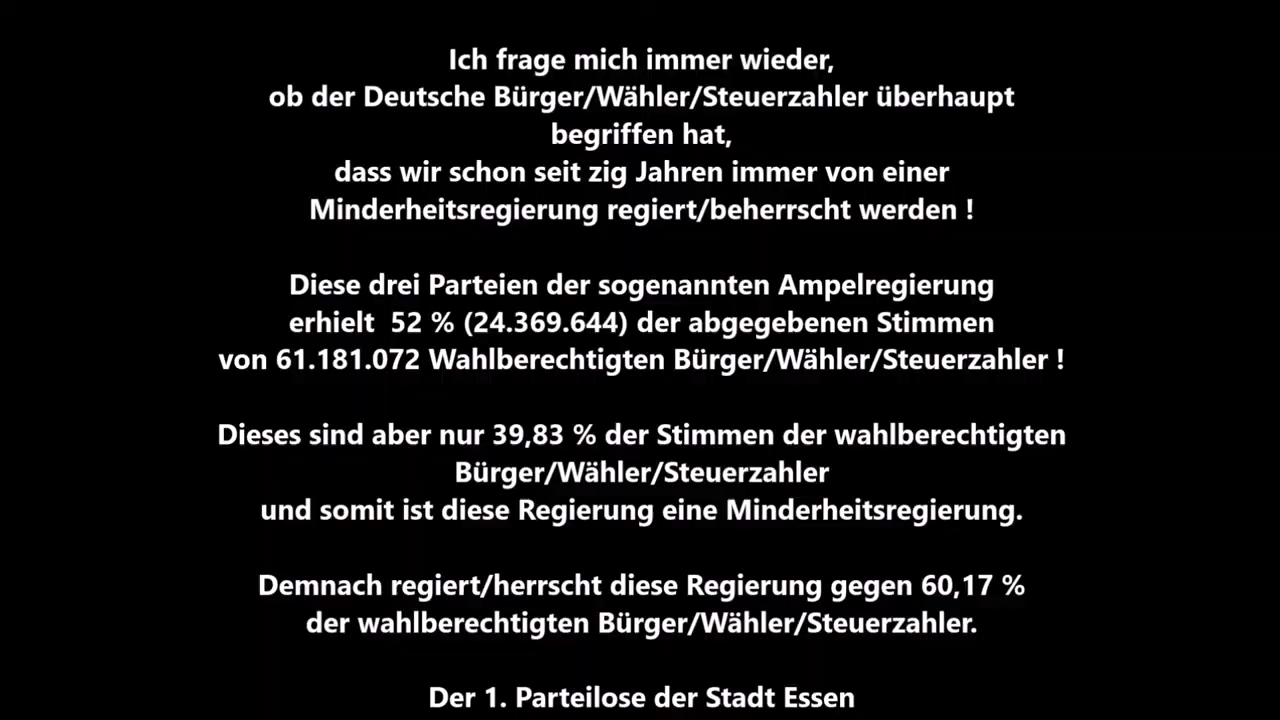 Ich frage mich immer wieder,
ob der Deutsche Bürger/Wähler/Steuerzahler überhaupt
begriffen hat,
dass wir schon seit zig Jahren immer von einer
Minderheitsregierung regiert/beherrscht werden !
Diese drei Parteien der sogenannten Ampelregierung
erhielt  52 % (24.369.644) der abgegebenen Stimmen
von 61.181.072 Wahlberechtigten Bürger/Wähler/Steuerzahler !
Dieses sind aber nur 39,83 % der Stimmen der wahlberechtigten
Bürger/Wähler/Steuerzahler
und somit ist diese Regierung eine Minderheitsregierung.
Demnach regiert/herrscht diese Regierung gegen 60,17 %
der wahlberechtigten Bürger/Wähler/Steuerzahler.
Der 1. Parteilose der Stadt Essen